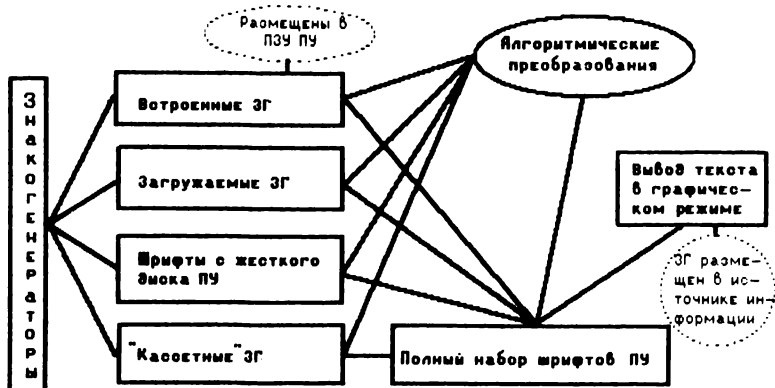 Размещены в
ПЗУ ПУ
Алгоритмические
преобразования
Знакогенераторы
Встроенные ЗГ
Загружаемые ЗГ
Шрифты с жесткого
диска ПУ
"Кассетные" ЗГ
Вывод текста
в графичес-
ком режиме
ЗГ разме-
щен в ис-
точнике ин-
формации
Полный набор шрифтов ПУ